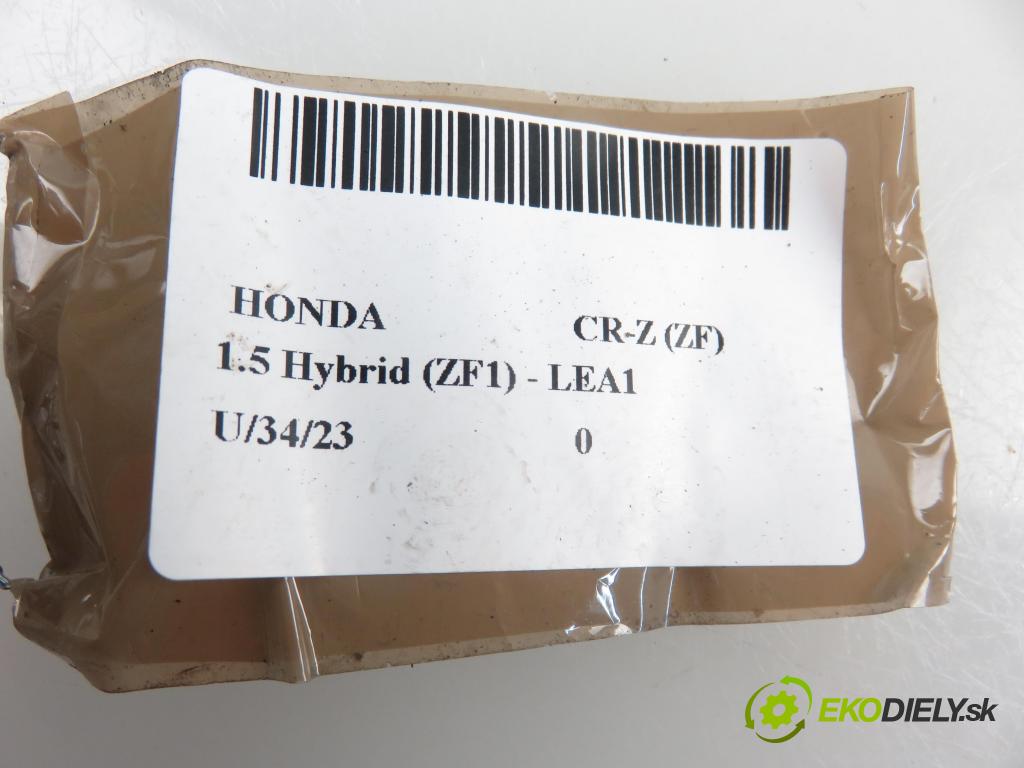 HONDA CR-Z (ZF)
1.5 Hybrid (ZF1) - LEA1
U/34/23 0
EKODIELY.sk